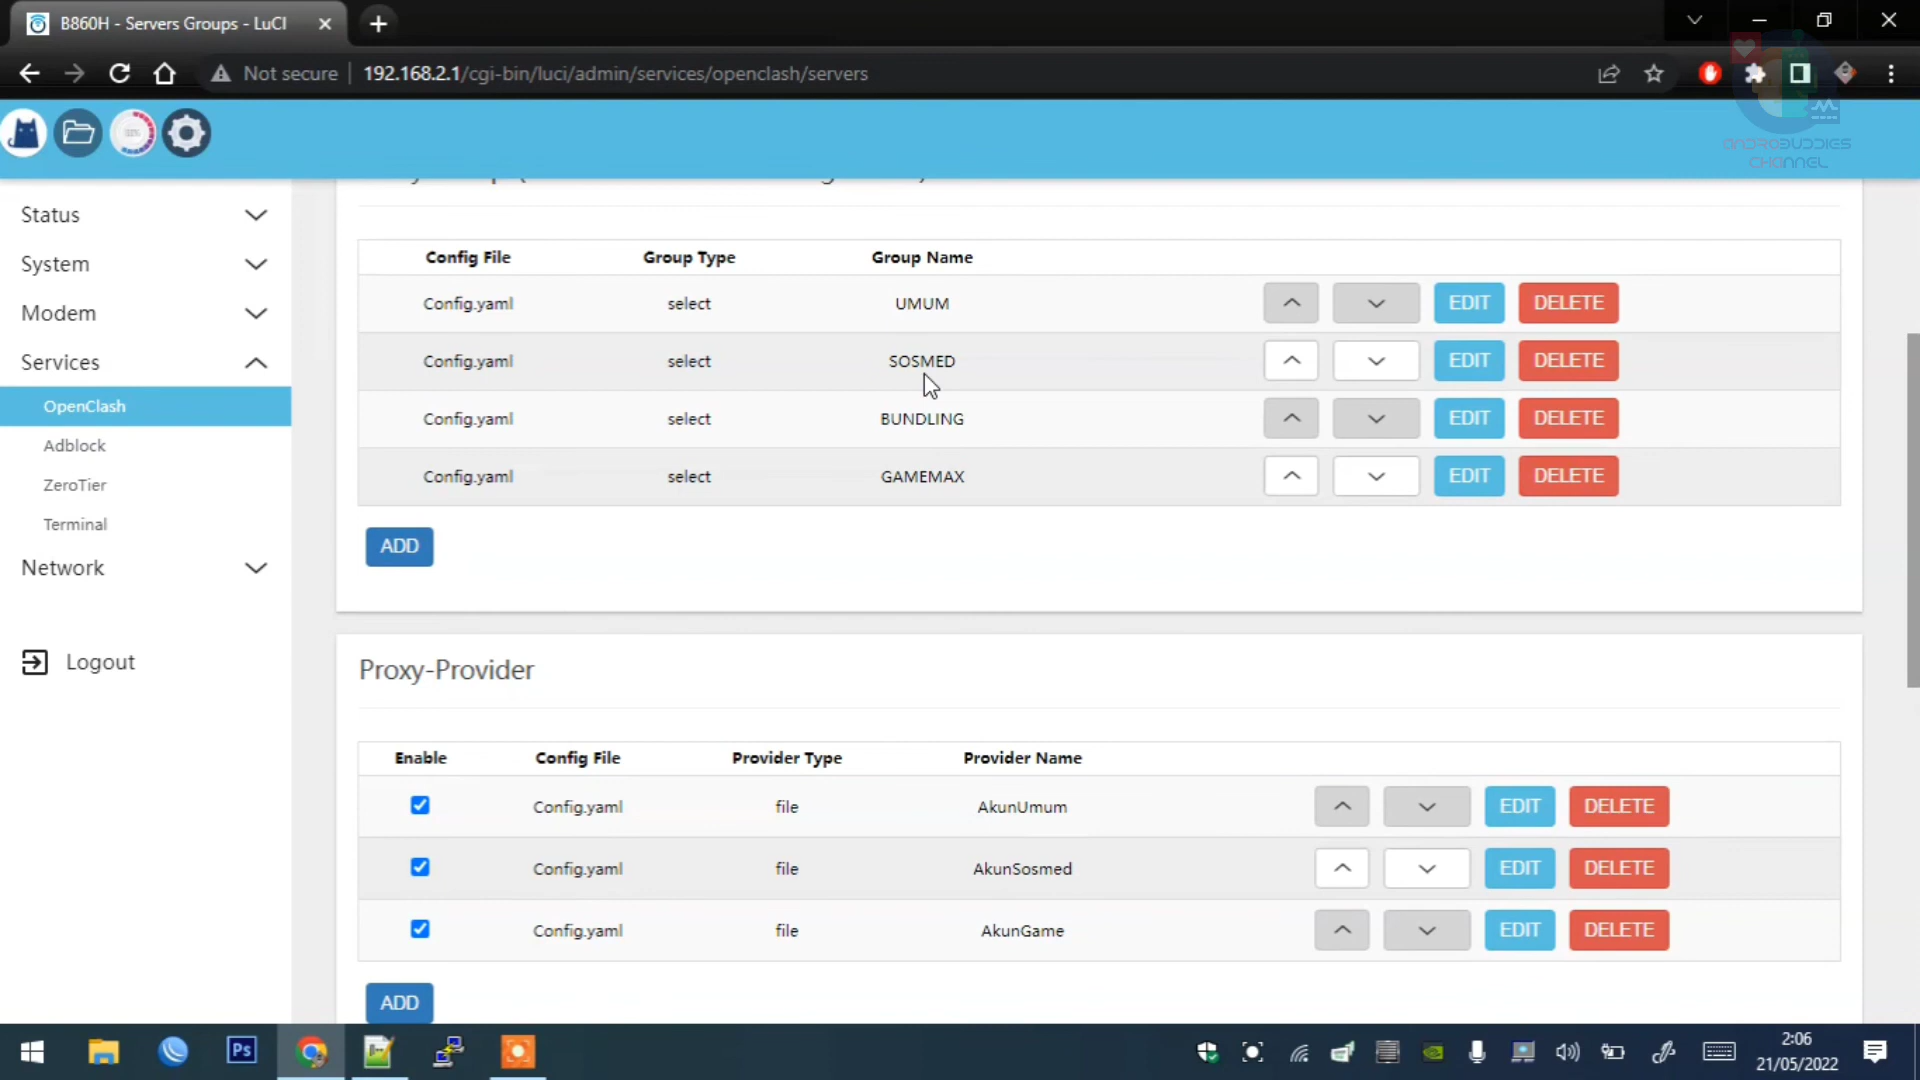 B860H - Servers Groups - LuCI
Not secure
192.168.2.1/cgi-bin/luci/admin/services/openclash/servers
ANDROBUDDIES
CHANNEL
Status
System
Modem
Services
OpenClash
Adblock
ZeroTier
Terminal
Network
Logout
Config File Group Type Group Name
Config.yaml select UMUM EDIT DELETE
Config.yaml select SOSMED EDIT DELETE
Config.yaml select BUNDLING EDIT DELETE
Config.yaml select GAMEMAX EDIT DELETE
ADD
Proxy-Provider
Enable Config File Provider Type Provider Name
Config.yaml file AkunUmum EDIT DELETE
Config.yaml file AkunSosmed EDIT DELETE
Config.yaml file AkunGame EDIT DELETE
ADD
Ps
2:06
21/05/2022